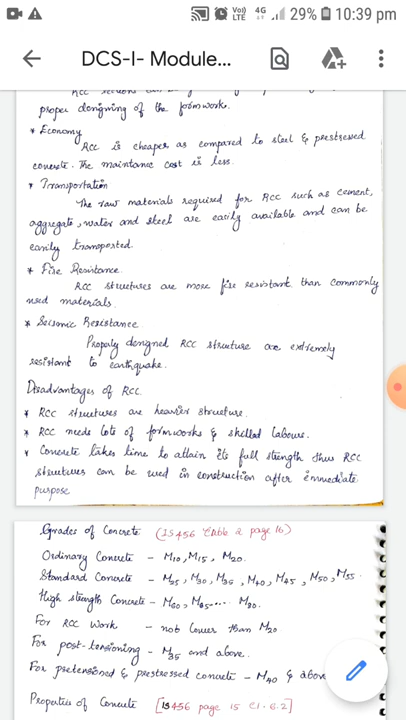 Vo)) 4G 29% 10:39 pm
LTE
DCS-I- Module...
RCC sections can be
proper dengwing of the formwork.
* Economy
RCC is cheaper as compared to steel & prestressed
concrete. The maintance cost is less.
* Transportation
The raw materials required for RCC such as cement,
aggregate, water and steel are easily available and can be
easily transported.
* Fire Resistance
RCC structures are more fire resistant than commonly
used materials.
* Seismic Resistance
Properly designed RCC structure are extremely
resistant to earthquake.
Disadvantages of RCC
* RCC structures are heavier structure.
* RCC needs lots of formworks & skilled labours.
* Concrete takes time to attain its full strength thus RCC
structures can be used in construction after immediate
purpose
Grades of Concrete (IS456 table 2 page 16)
Ordinary Concrete - M10, M15, M20.
Standard Concrete - M25, M30, M35, M40, M45, M50, M55.
High strength Concrete - M60, M65.... M80.
For RCC Work - not lower than M20
For post-tensioning - M35 and above.
For pretensioned & prestressed concrete - M40 & above
Properties of Concrete [IS456 page 15 cl. 6.2]